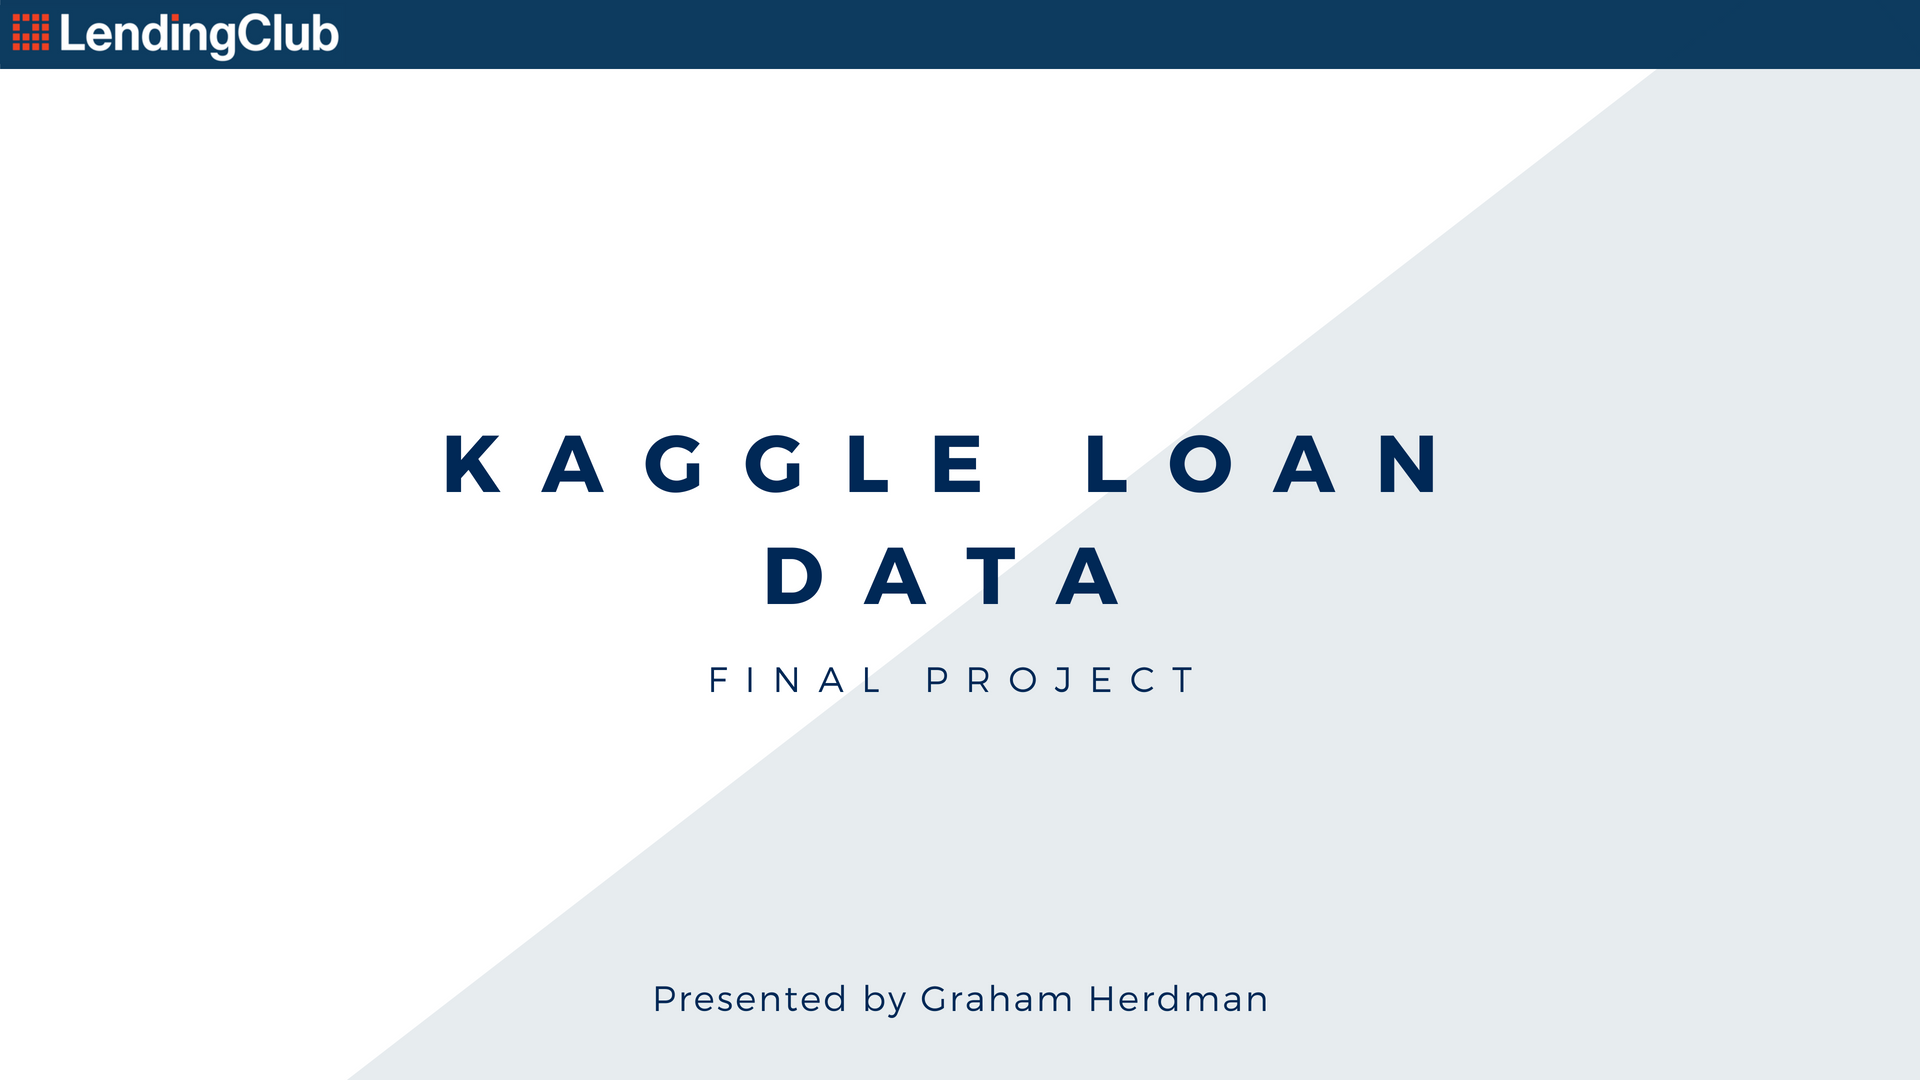 LendingClub
KAGGLE LOAN
DATA
FINAL PROJECT
Presented by Graham Herdman